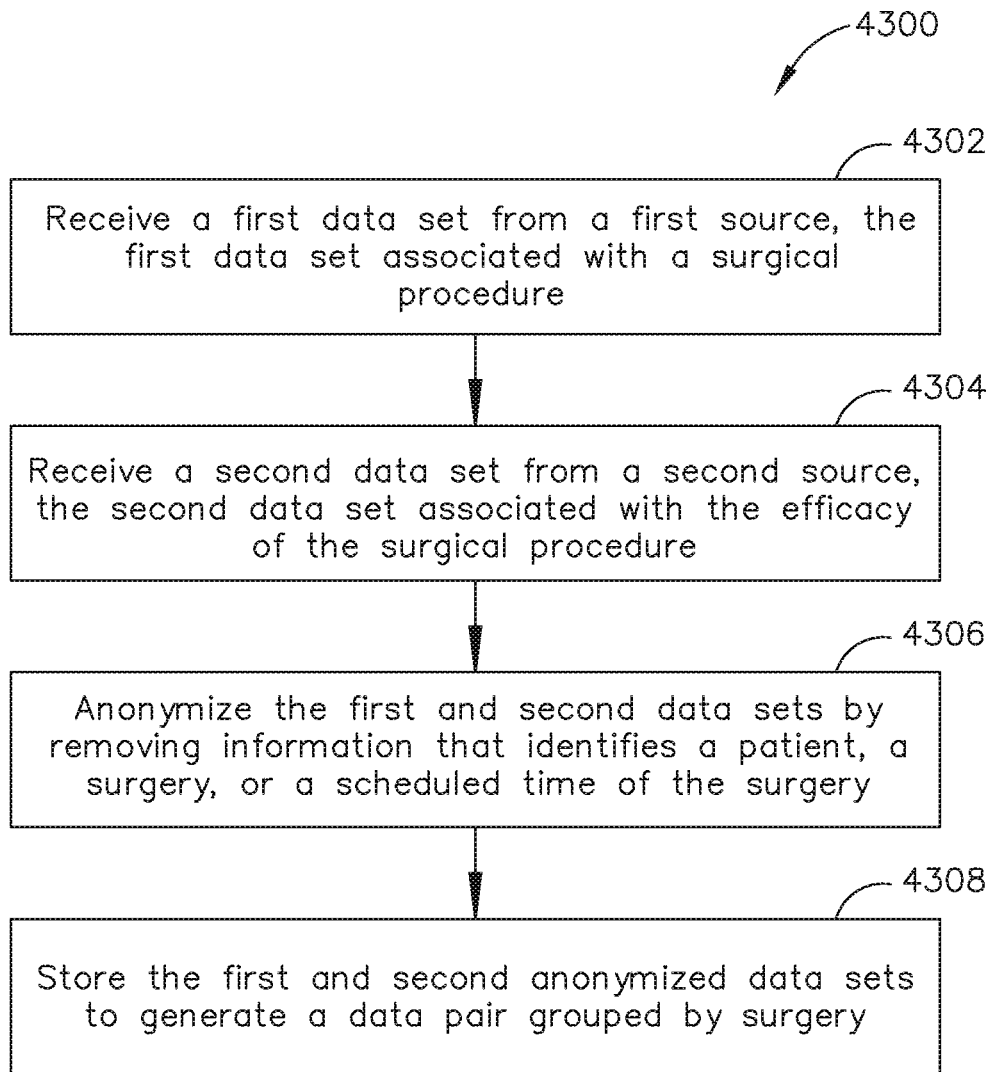 4300
4302
Receive a first data set from a first source, the
first data set associated with a surgical
procedure
4304
Receive a second data set from a second source,
the second data set associated with the efficacy
of the surgical procedure
4306
Anonymize the first and second data sets by
removing information that identifies a patient, a
surgery, or a scheduled time of the surgery
4308
Store the first and second anonymized data sets
to generate a data pair grouped by surgery